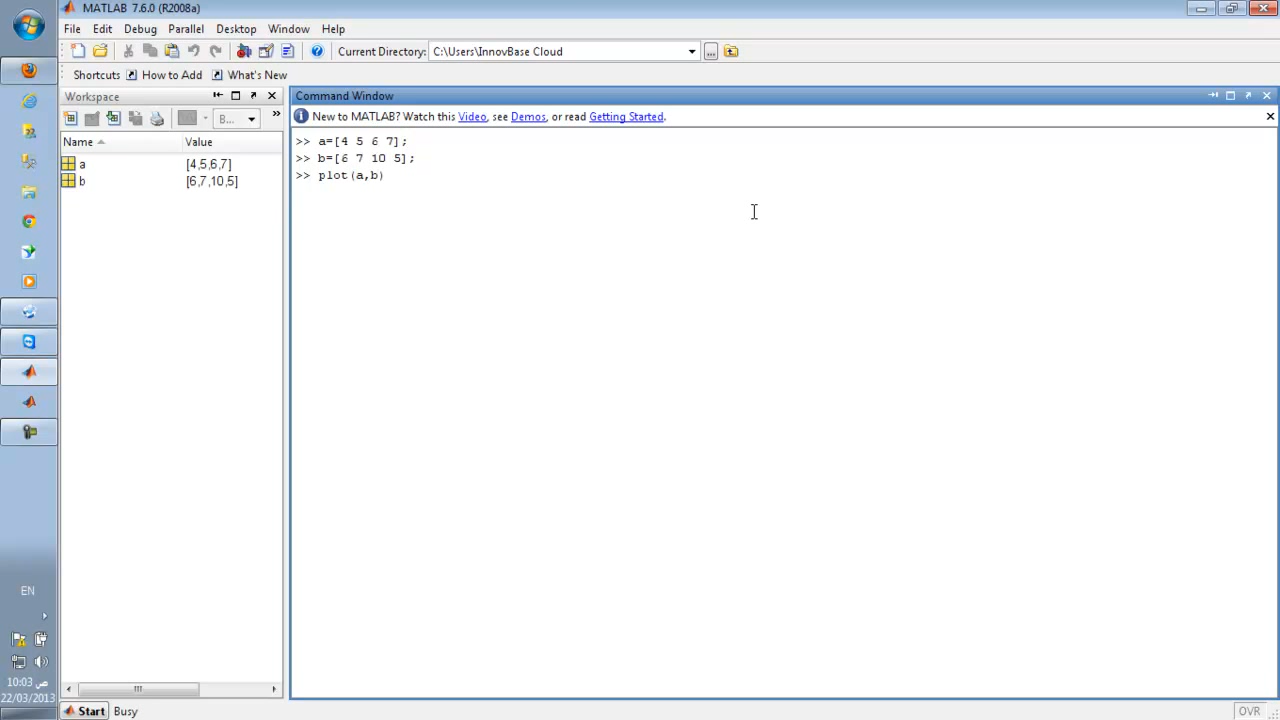 MATLAB 7.6.0 (R2008a)
File Edit Debug Parallel Desktop Window Help
Current Directory: C:\Users\InnovBase Cloud ...
Shortcuts How to Add What's New
Workspace
B...
Name Value
a [4,5,6,7]
b [6,7,10,5]
Command Window
New to MATLAB? Watch this Video, see Demos, or read Getting Started.
>> a=[4 5 6 7];
>> b=[6 7 10 5];
>> plot(a,b)
EN
10:03 ص
22/03/2013
Start Busy
OVR